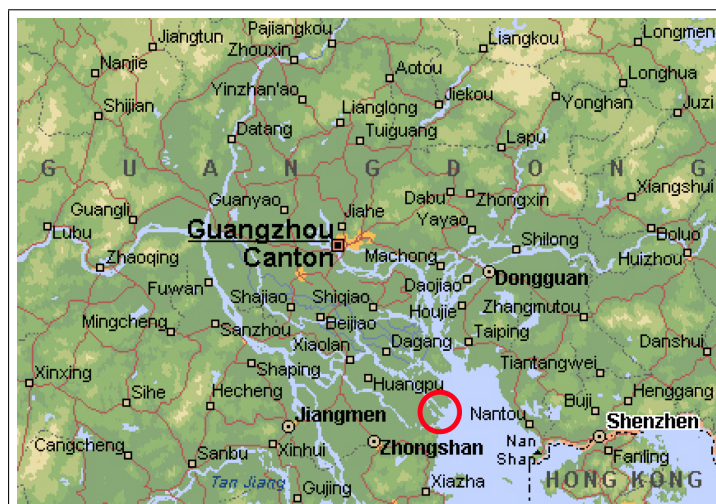 Pajiangkou
Longmen
Jiangtun
Zhouxin
Liangkou
Nanjie
Aotou
Longhua
Yinzhan'ao
Jiekou
Yonghan
Shijian
Lianglong
Juzi
Datang
Tuiguang
Lapu
G U A N G D O N G
Guanyao
Dabu
Zhongxin
Xiangshui
Guangli
Jiahe
Yayao
Lubu
Guangzhou
Canton
Shilong
Boluo
Zhaoqing
Machong
Huizhou
Fuwan
Daojiao
Dongguan
Shajiao
Shiqiao
Houjie
Zhangmutou
Mingcheng
Sanzhou
Beijiao
Taiping
Xiaolan
Dagang
Danshui
Shaping
Tiantangwei
Xinxing
Huangpu
Sihe
Hecheng
Nantou
Buji
Henggang
Jiangmen
Shenzhen
Cangcheng
Sanbu
Xinhui
Zhongshan
Nan
Shan
Fanling
Tan Jiang
Gujing
Xiazha
HONG KONG